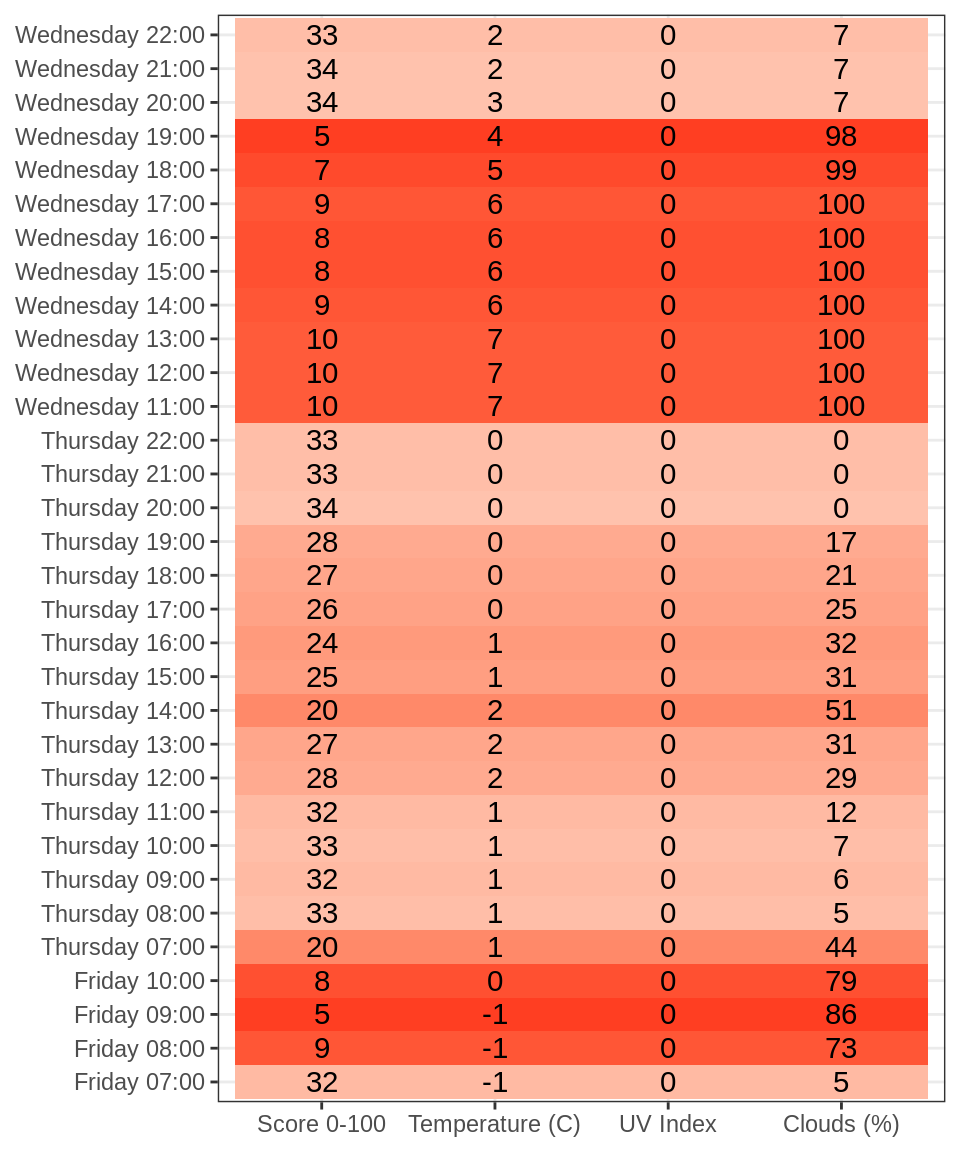 Wednesday 22:00 33 2 0 7
Wednesday 21:00 34 2 0 7
Wednesday 20:00 34 3 0 7
Wednesday 19:00 5 4 0 98
Wednesday 18:00 7 5 0 99
Wednesday 17:00 9 6 0 100
Wednesday 16:00 8 6 0 100
Wednesday 15:00 8 6 0 100
Wednesday 14:00 9 6 0 100
Wednesday 13:00 10 7 0 100
Wednesday 12:00 10 7 0 100
Wednesday 11:00 10 7 0 100
Thursday 22:00 33 0 0 0
Thursday 21:00 33 0 0 0
Thursday 20:00 34 0 0 0
Thursday 19:00 28 0 0 17
Thursday 18:00 27 0 0 21
Thursday 17:00 26 0 0 25
Thursday 16:00 24 1 0 32
Thursday 15:00 25 1 0 31
Thursday 14:00 20 2 0 51
Thursday 13:00 27 2 0 31
Thursday 12:00 28 2 0 29
Thursday 11:00 32 1 0 12
Thursday 10:00 33 1 0 7
Thursday 09:00 32 1 0 6
Thursday 08:00 33 1 0 5
Thursday 07:00 20 1 0 44
Friday 10:00 8 0 0 79
Friday 09:00 5 -1 0 86
Friday 08:00 9 -1 0 73
Friday 07:00 32 -1 0 5
Score 0-100 Temperature (C) UV Index Clouds (%)